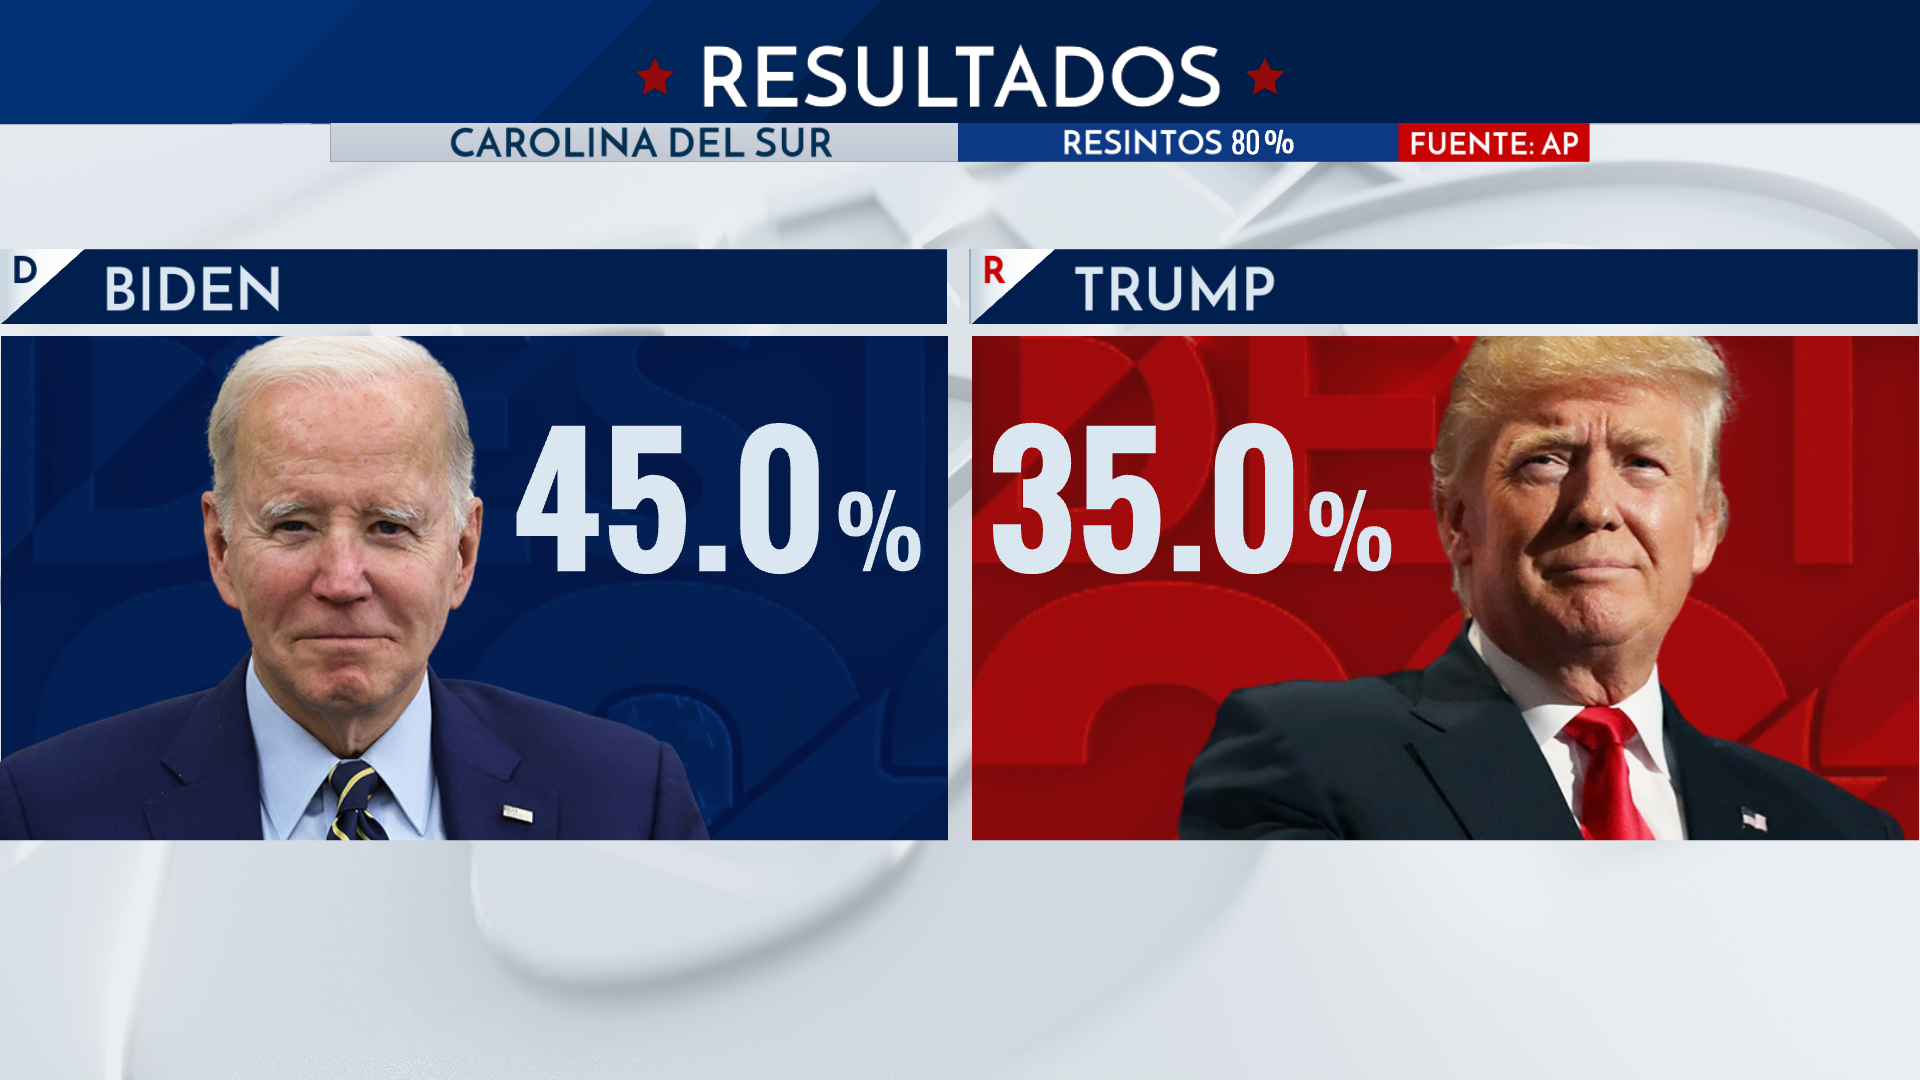 RESULTADOS
CAROLINA DEL SUR RESINTOS 80% FUENTE: AP
D BIDEN
R TRUMP
45.0%
35.0%